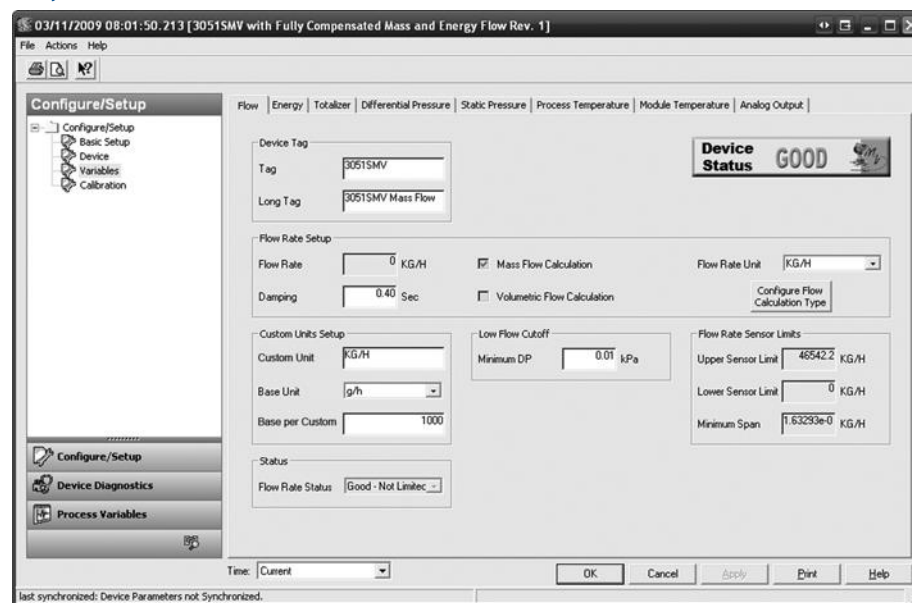 03/11/2009 08:01:50.213 [3051SMV with Fully Compensated Mass and Energy Flow Rev. 1]
File Actions Help
Configure/Setup
Configure/Setup
Basic Setup
Device
Variables
Calibration
Configure/Setup
Device Diagnostics
Process Variables
Flow Energy Totalizer Differential Pressure Static Pressure Process Temperature Module Temperature Analog Output
Device Tag
Tag 3051SMV
Long Tag 3051SMV Mass Flow
Device Status GOOD
Flow Rate Setup
Flow Rate 0 KG/H Mass Flow Calculation Flow Rate Unit KG/H
Damping 0.40 Sec Volumetric Flow Calculation Configure Flow Calculation Type
Custom Units Setup
Custom Unit KG/H
Base Unit g/h
Base per Custom 1000
Low Flow Cutoff
Minimum DP 0.01 kPa
Flow Rate Sensor Limits
Upper Sensor Limit 46542.2 KG/H
Lower Sensor Limit 0 KG/H
Minimum Span 1.63293e-0 KG/H
Status
Flow Rate Status Good - Not Limitec
Time: Current
OK Cancel Apply Print Help
last synchronized: Device Parameters not Synchronized.